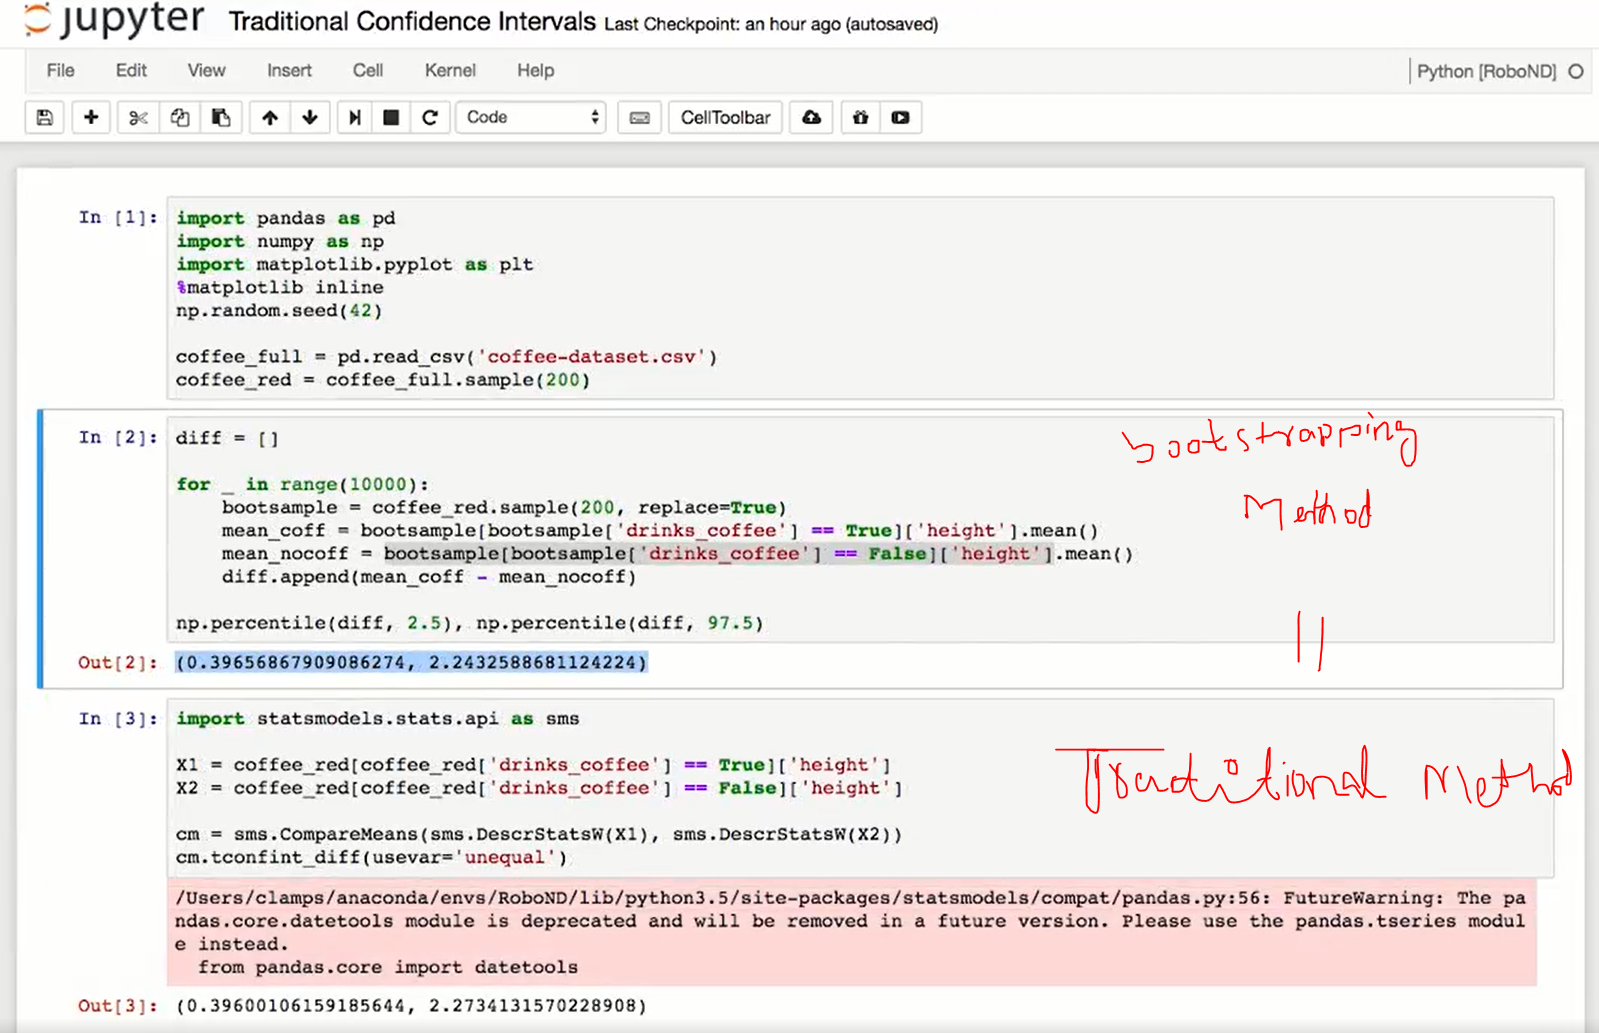 jupyter Traditional Confidence Intervals Last Checkpoint: an hour ago (autosaved)
File Edit View Insert Cell Kernel Help Python [RoboND]
Code CellToolbar
In [1]: import pandas as pd
import numpy as np
import matplotlib.pyplot as plt
%matplotlib inline
np.random.seed(42)
coffee_full = pd.read_csv('coffee-dataset.csv')
coffee_red = coffee_full.sample(200)
In [2]: diff = []
bootstrapping
for _ in range(10000):
bootsample = coffee_red.sample(200, replace=True)
Method
mean_coff = bootsample[bootsample['drinks_coffee'] == True]['height'].mean()
mean_nocoff = bootsample[bootsample['drinks_coffee'] == False]['height'].mean()
diff.append(mean_coff - mean_nocoff)
np.percentile(diff, 2.5), np.percentile(diff, 97.5)
Out[2]: (0.39656867909086274, 2.2432588681124224)
In [3]: import statsmodels.stats.api as sms
X1 = coffee_red[coffee_red['drinks_coffee'] == True]['height']
X2 = coffee_red[coffee_red['drinks_coffee'] == False]['height']
Traditional Method
cm = sms.CompareMeans(sms.DescrStatsW(X1), sms.DescrStatsW(X2))
cm.tconfint_diff(usevar='unequal')
/Users/clamps/anaconda/envs/RoboND/lib/python3.5/site-packages/statsmodels/compat/pandas.py:56: FutureWarning: The pa
ndas.core.datetools module is deprecated and will be removed in a future version. Please use the pandas.tseries modul
e instead.
from pandas.core import datetools
Out[3]: (0.39600106159185644, 2.2734131570228908)